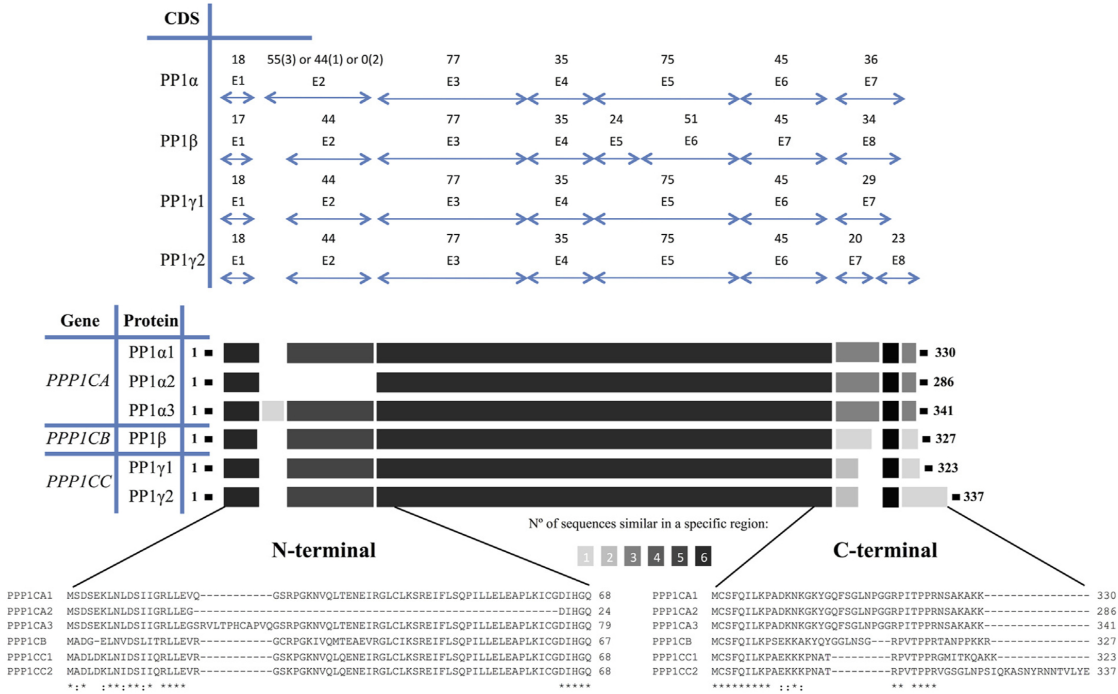 CDS
18 55(3) or 44(1) or 0(2) 77 35 75 45 36
PP1α E1 E2 E3 E4 E5 E6 E7
17 44 77 35 24 51 45 34
PP1β E1 E2 E3 E4 E5 E6 E7 E8
18 44 77 35 75 45 29
PP1γ1 E1 E2 E3 E4 E5 E6 E7
18 44 77 35 75 45 20 23
PP1γ2 E1 E2 E3 E4 E5 E6 E7 E8
Gene Protein
PP1α1 1 330
PPP1CA PP1α2 1 286
PP1α3 1 341
PPP1CB PP1β 1 327
PPP1CC PP1γ1 1 323
PP1γ2 1 337
Nº of sequences similar in a specific region:
1 2 3 4 5 6
N-terminal
PPP1CA1 MSDSEKLNLDSIIGRLLEVQ-----------GSRPGKNVQLTENEIRGLCLKSREIFLSQPILLELEAPLKICGDIHGQ 68
PPP1CA2 MSDSEKLNLDSIIGRLLEG-------------------------------------------------------DIHGQ 24
PPP1CA3 MSDSEKLNLDSIIGRLLEGSRVLTPHCAPVQGSRPGKNVQLTENEIRGLCLKSREIFLSQPILLELEAPLKICGDIHGQ 79
PPP1CB MADG-ELNVDSLITRLLEVR-----------GCRPGKIVQMTEAEVRGLCIKSREIFLSQPILLELEAPLKICGDIHGQ 67
PPP1CC1 MADLDKLNIDSIIQRLLEVR-----------GSKPGKNVQLQENEIRGLCLKSREIFLSQPILLELEAPLKICGDIHGQ 68
PPP1CC2 MADLDKLNIDSIIQRLLEVR-----------GSKPGKNVQLQENEIRGLCLKSREIFLSQPILLELEAPLKICGDIHGQ 68
*:* :**:**:* **** *****
C-terminal
PPP1CA1 MCSFQILKPADKNKGKYGQFSGLNPGGRPITPPRNSAKAKK---------------- 330
PPP1CA2 MCSFQILKPADKNKGKYGQFSGLNPGGRPITPPRNSAKAKK---------------- 286
PPP1CA3 MCSFQILKPADKNKGKYGQFSGLNPGGRPITPPRNSAKAKK---------------- 341
PPP1CB MCSFQILKPSEKKAKYQYGGLNSG---RPVTPPRTANPPKKR--------------- 327
PPP1CC1 MCSFQILKPAEKKKPNAT---------RPVTPPRGMITKQAKK-------------- 323
PPP1CC2 MCSFQILKPAEKKKPNAT---------RPVTPPRVGSGLNPSIQKASNYRNNTVLYE 337
********* ::*: ** ****